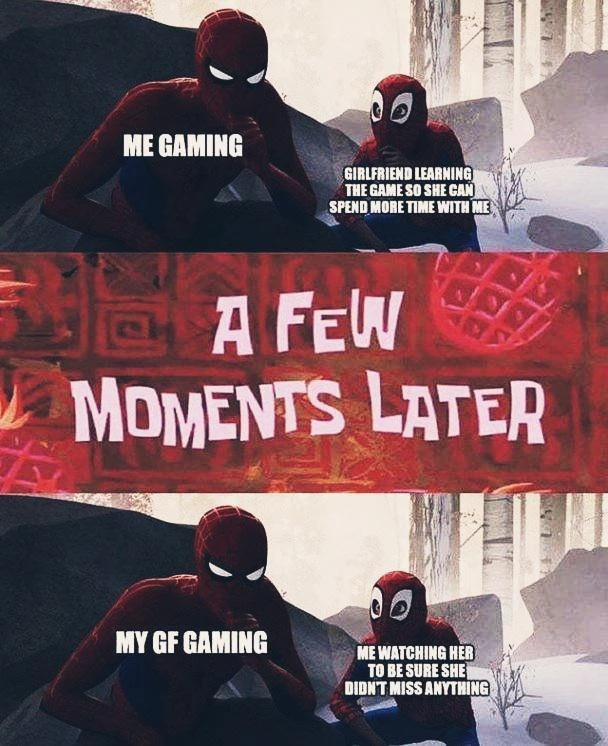 ME GAMING
GIRLFRIEND LEARNING
THE GAME SO SHE CAN
SPEND MORE TIME WITH ME
A FEW
MOMENTS LATER
MY GF GAMING
ME WATCHING HER
TO BE SURE SHE
DIDN'T MISS ANYTHING